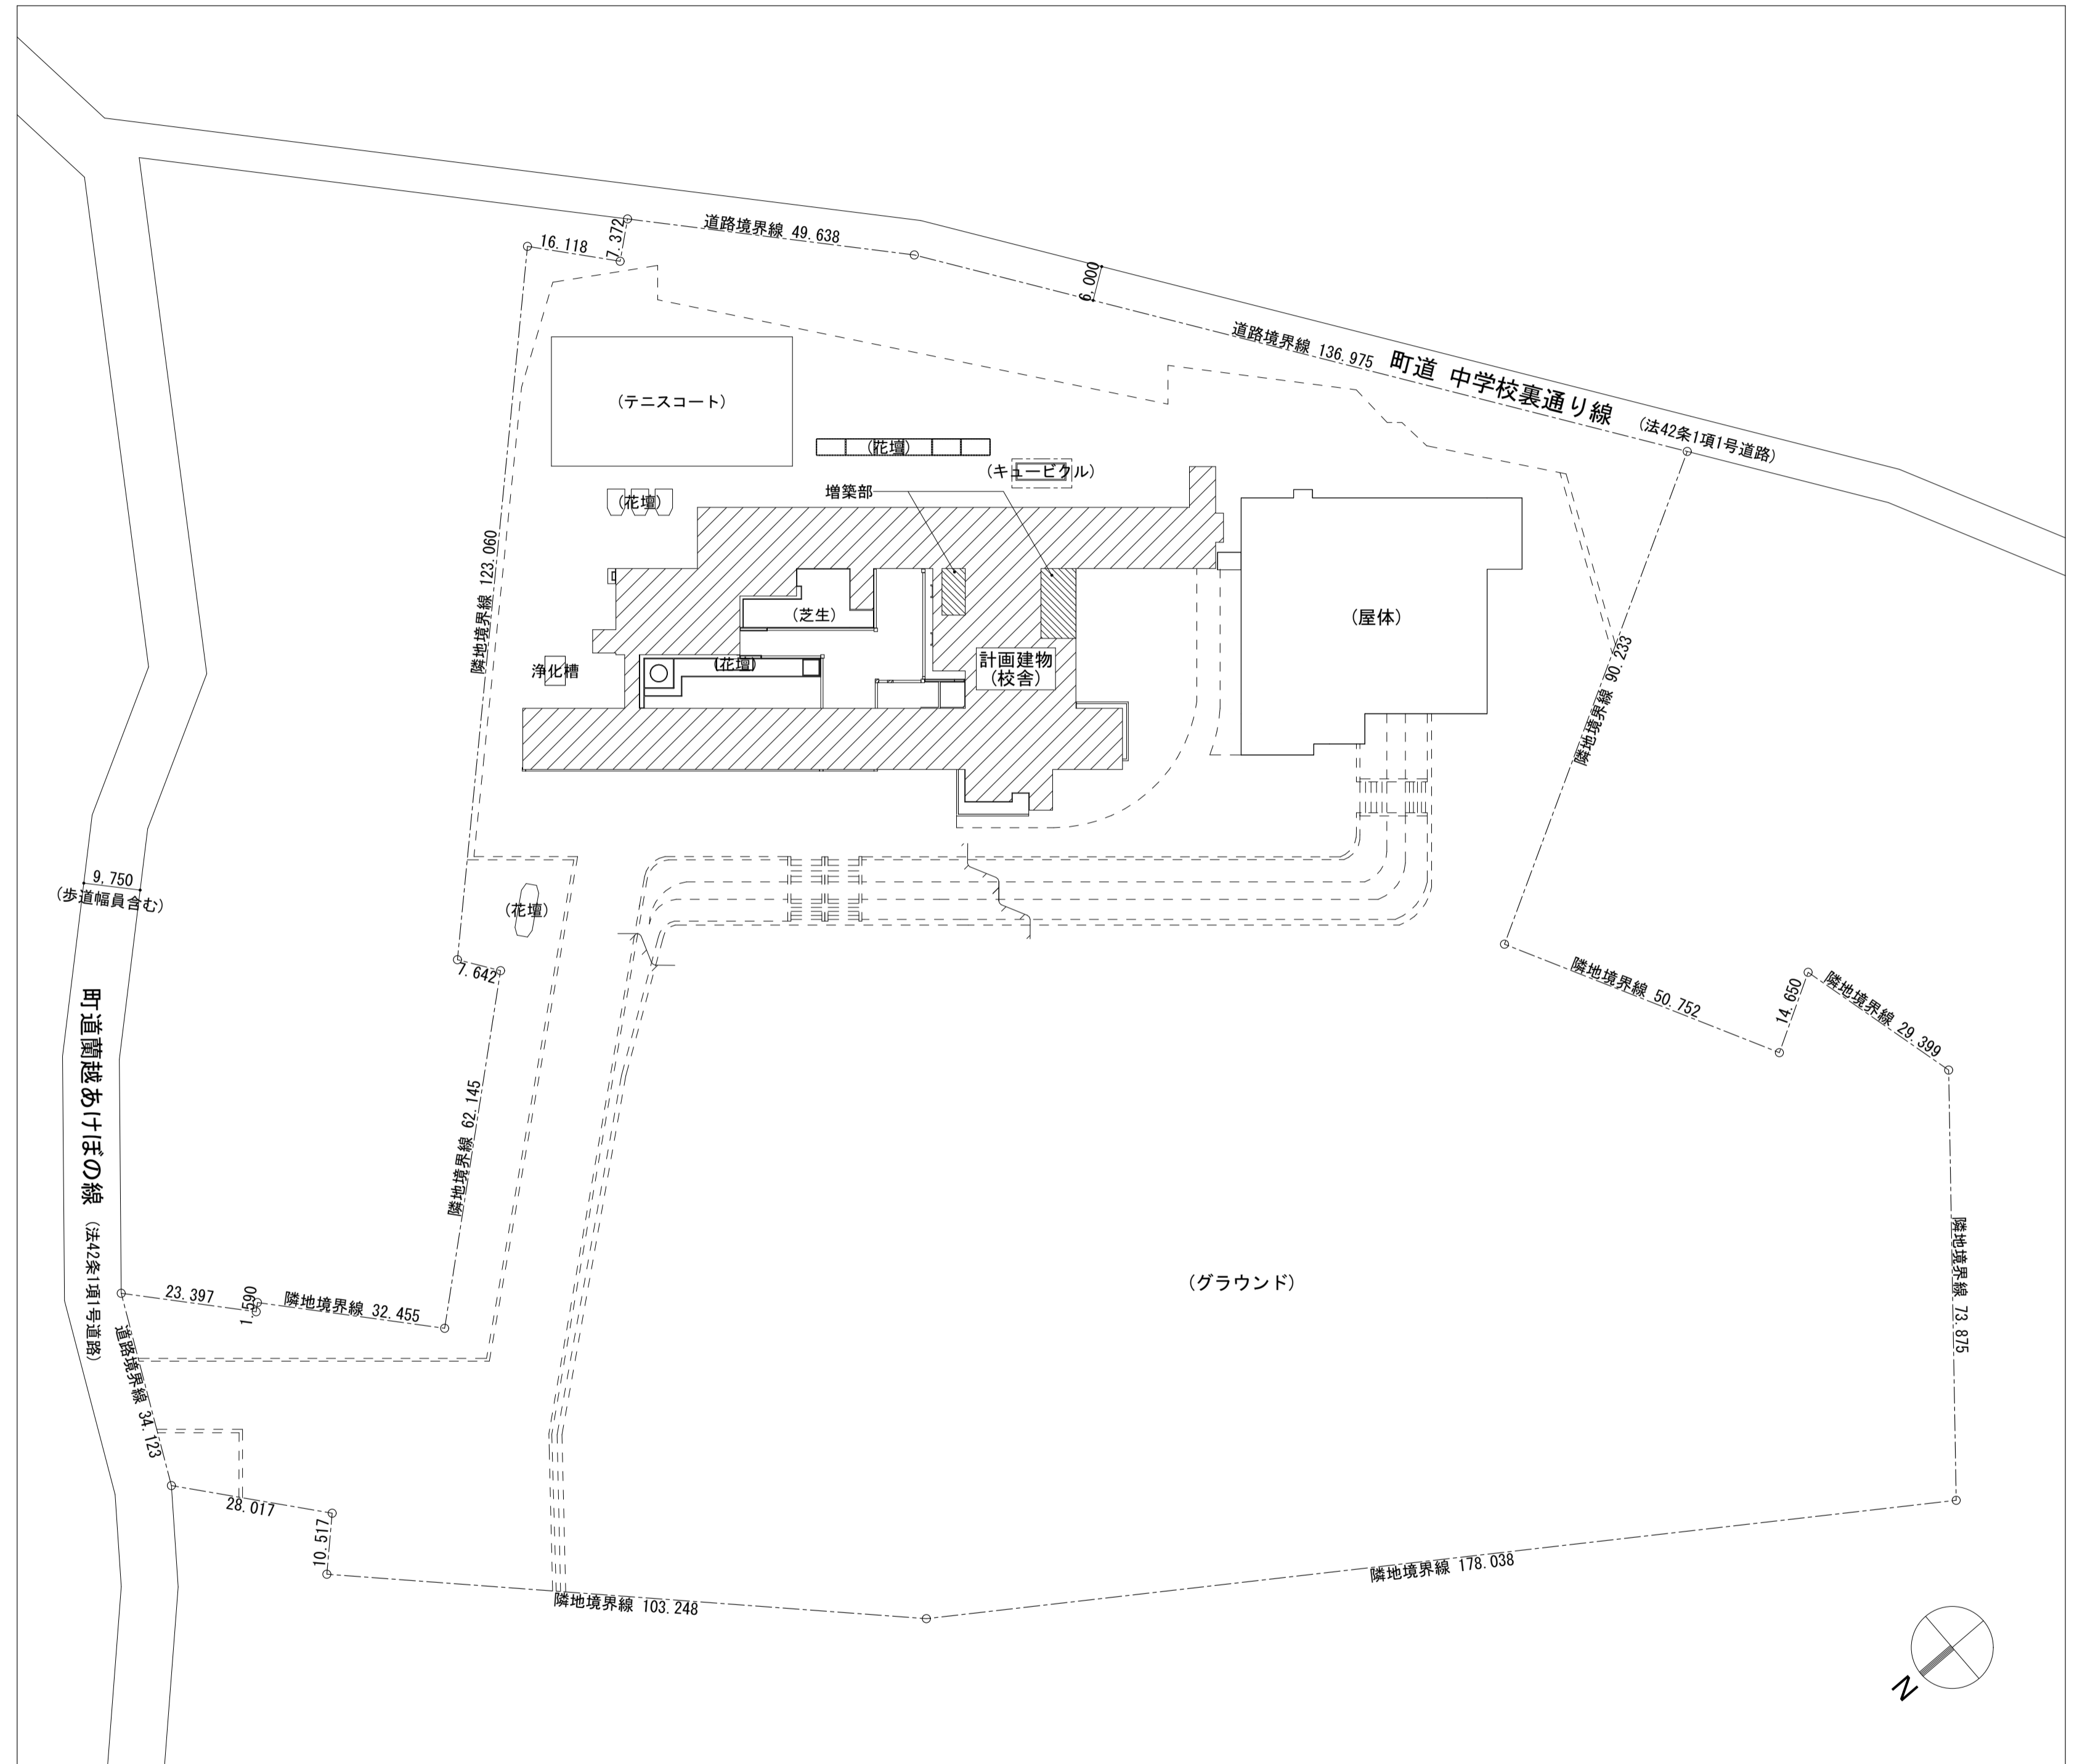 道路境界線 49.638
7.372
16.118
6.000
道路境界線 136.975
町道 中学校裏通り線 (法42条1項1号道路)
(テニスコート)
(花壇)
(キュービクル)
増築部
(花壇)
隣地境界線 123.060
(芝生)
(屋体)
(花壇)
計画建物
(校舎)
浄化槽
隣地境界線 90.233
9.750
(歩道幅員含む)
(花壇)
7.642
隣地境界線 50.752
14.650
隣地境界線 29.399
町道蘭越あけぼの線 (法42条1項1号道路)
隣地境界線 62.145
隣地境界線 73.875
(グラウンド)
23.397
1.590
隣地境界線 32.455
道路境界線 34.123
28.017
10.517
隣地境界線 103.248
隣地境界線 178.038
N